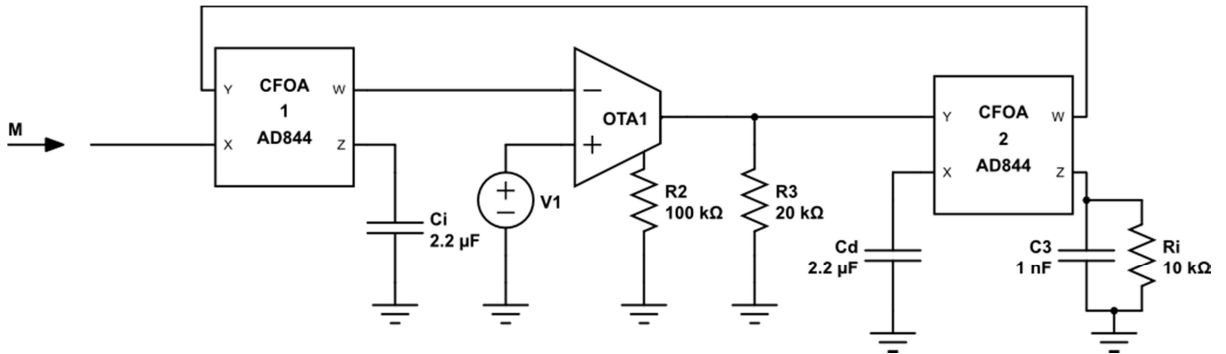 M
Y
CFOA
1
AD844
W
X
Z
Ci
2.2 µF
−
+
OTA1
+
−
V1
R2
100 kΩ
R3
20 kΩ
Y
CFOA
2
AD844
W
X
Z
Cd
2.2 µF
C3
1 nF
Ri
10 kΩ